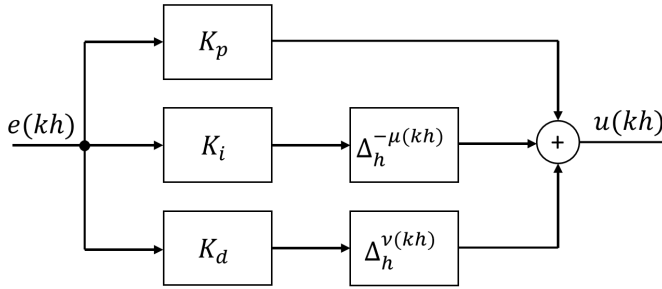 K_p
e(kh)
K_i
Δ_h^{-μ(kh)}
+
u(kh)
K_d
Δ_h^{ν(kh)}